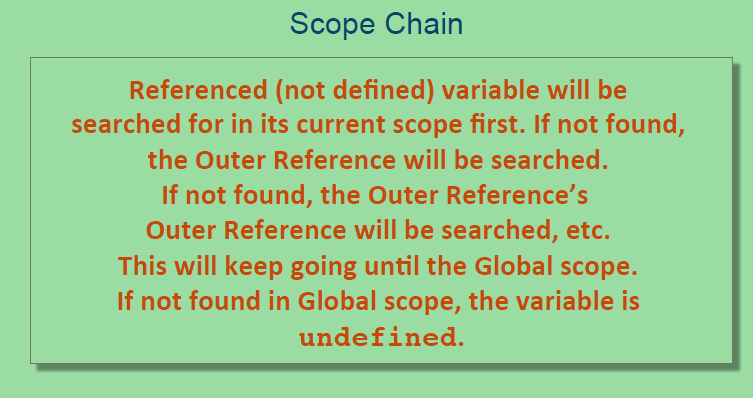 Scope Chain
Referenced (not defined) variable will be
searched for in its current scope first. If not found,
the Outer Reference will be searched.
If not found, the Outer Reference’s
Outer Reference will be searched, etc.
This will keep going until the Global scope.
If not found in Global scope, the variable is
undefined.